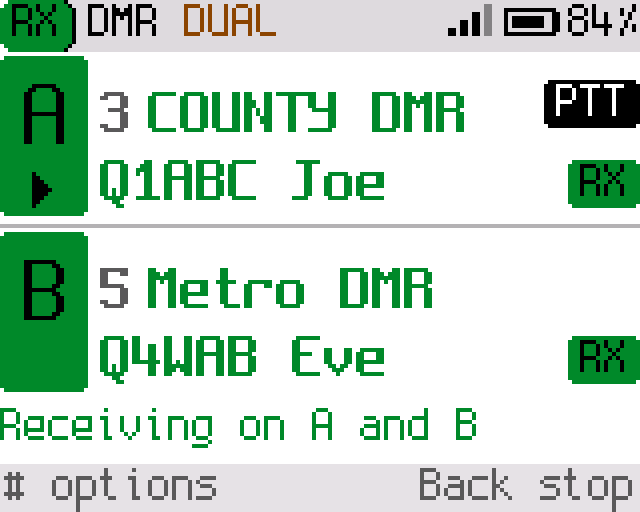 RX DMR DUAL 84%
A 3 COUNTY DMR PTT
Q1ABC Joe RX
B 5 Metro DMR
Q4WAB Eve RX
Receiving on A and B
# options Back stop